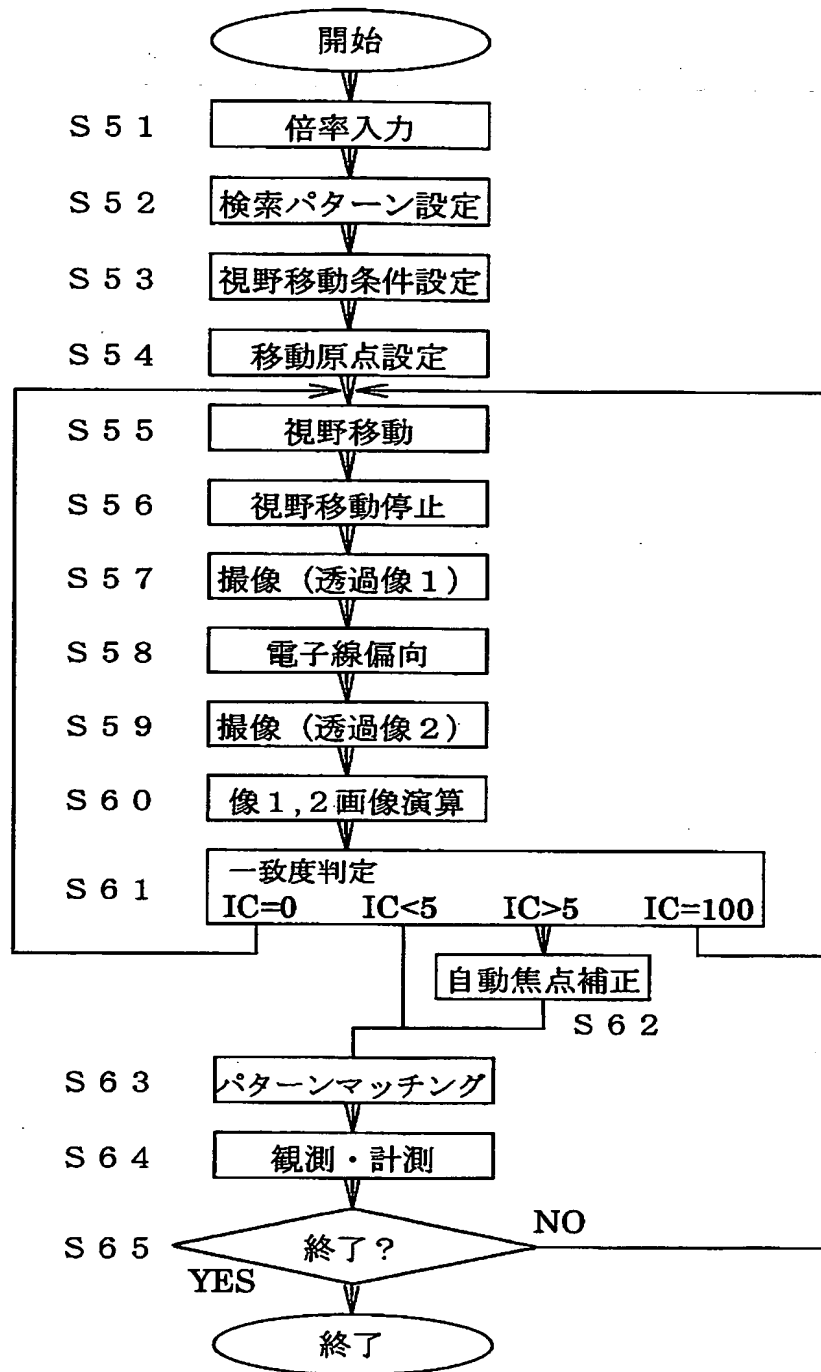 開始
S51 倍率入力
S52 検索パターン設定
S53 視野移動条件設定
S54 移動原点設定
S55 視野移動
S56 視野移動停止
S57 撮像（透過像1）
S58 電子線偏向
S59 撮像（透過像2）
S60 像1,2画像演算
一致度判定
S61
IC=0 IC<5 IC>5 IC=100
自動焦点補正
S62
S63 パターンマッチング
S64 観測・計測
NO
S65 終了?
YES
終了